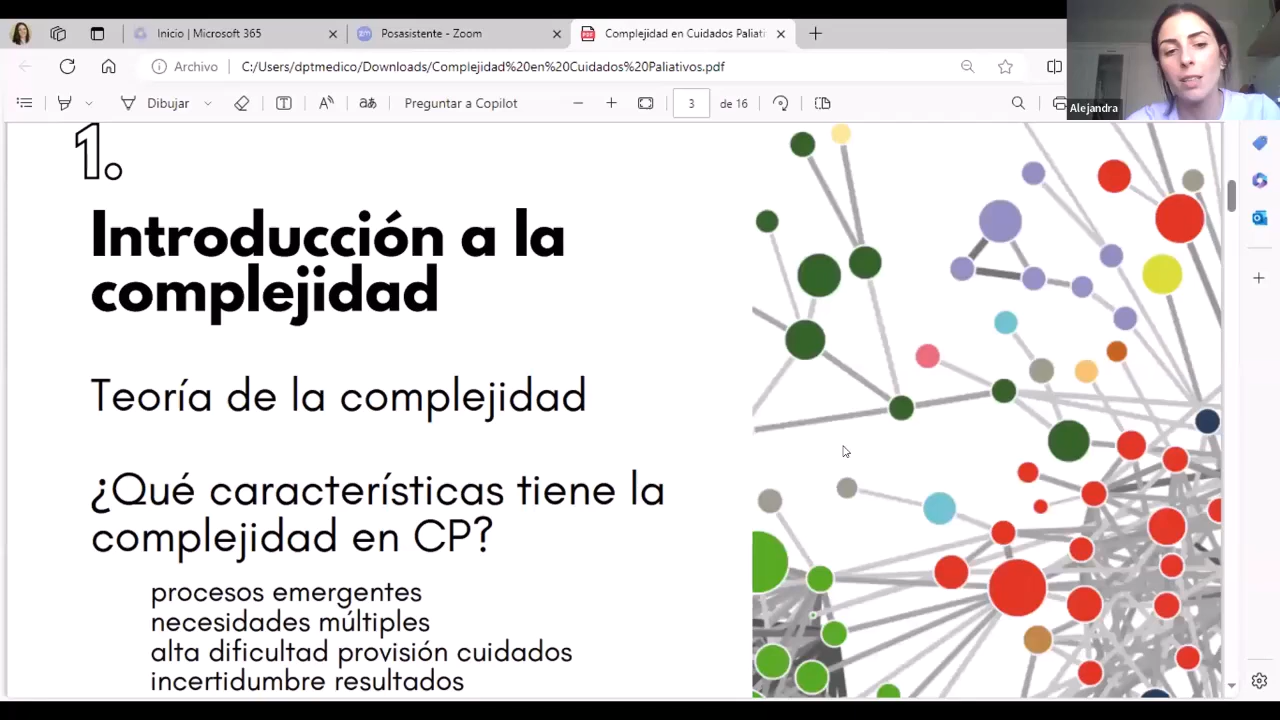 Inicio | Microsoft 365
Posasistente - Zoom
Complejidad en Cuidados Paliati
Archivo
C:/Users/dptmedico/Downloads/Complejidad%20en%20Cuidados%20Paliativos.pdf
Dibujar
Preguntar a Copilot
3 de 16
Alejandra
1.
Introducción a la
complejidad
Teoría de la complejidad
¿Qué características tiene la
complejidad en CP?
procesos emergentes
necesidades múltiples
alta dificultad provisión cuidados
incertidumbre resultados